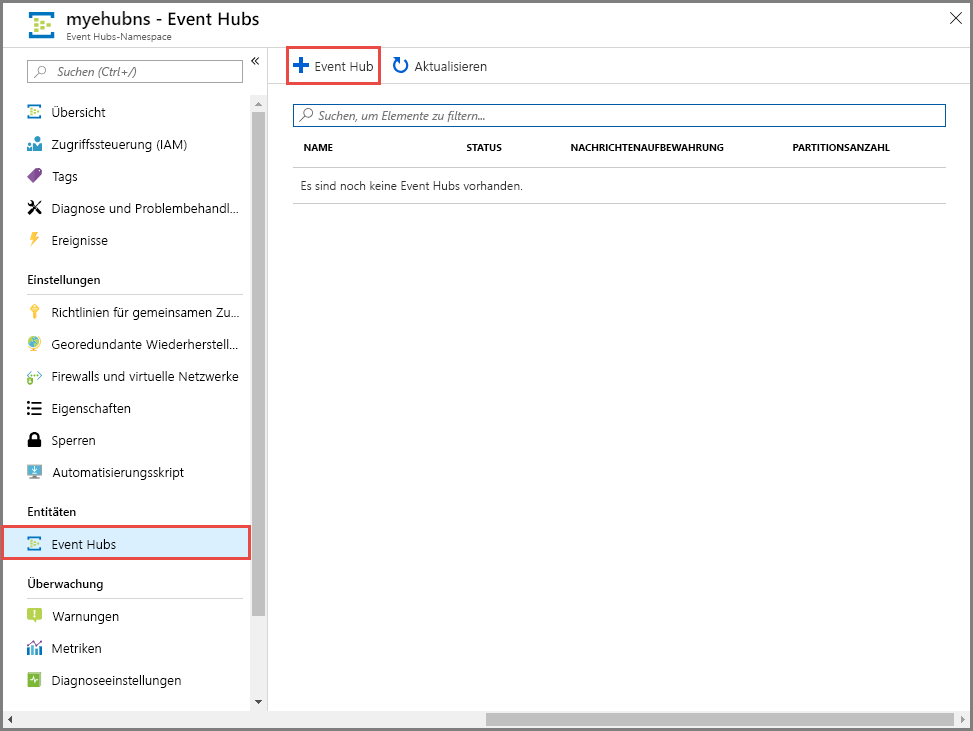 myehubns - Event Hubs
Event Hubs-Namespace
Suchen (Ctrl+/)
Übersicht
Zugriffssteuerung (IAM)
Tags
Diagnose und Problembehandl...
Ereignisse
Einstellungen
Richtlinien für gemeinsamen Zu...
Georedundante Wiederherstell...
Firewalls und virtuelle Netzwerke
Eigenschaften
Sperren
Automatisierungsskript
Entitäten
Event Hubs
Überwachung
Warnungen
Metriken
Diagnoseeinstellungen
Event Hub Aktualisieren
Suchen, um Elemente zu filtern...
NAME STATUS NACHRICHTENAUFBEWAHRUNG PARTITIONSANZAHL
Es sind noch keine Event Hubs vorhanden.